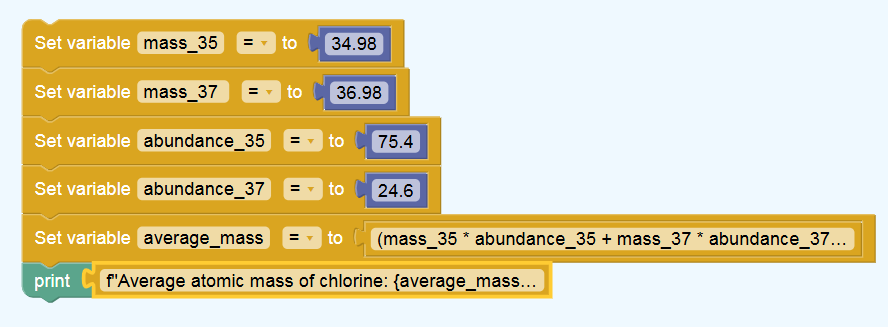 Set variable mass_35 = to 34.98
Set variable mass_37 = to 36.98
Set variable abundance_35 = to 75.4
Set variable abundance_37 = to 24.6
Set variable average_mass = to (mass_35 * abundance_35 + mass_37 * abundance_37...
print f"Average atomic mass of chlorine: {average_mass...